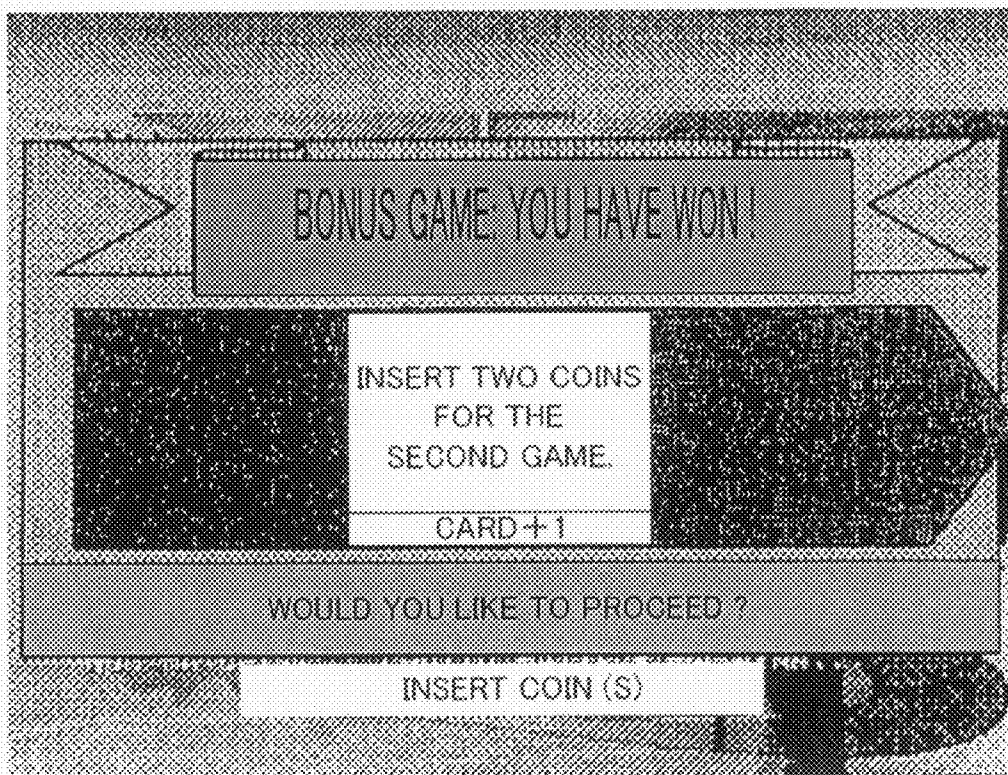 BONUS GAME: YOU HAVE WON !
INSERT TWO COINS
FOR THE
SECOND GAME.
CARD+1
WOULD YOU LIKE TO PROCEED ?
INSERT COIN (S)